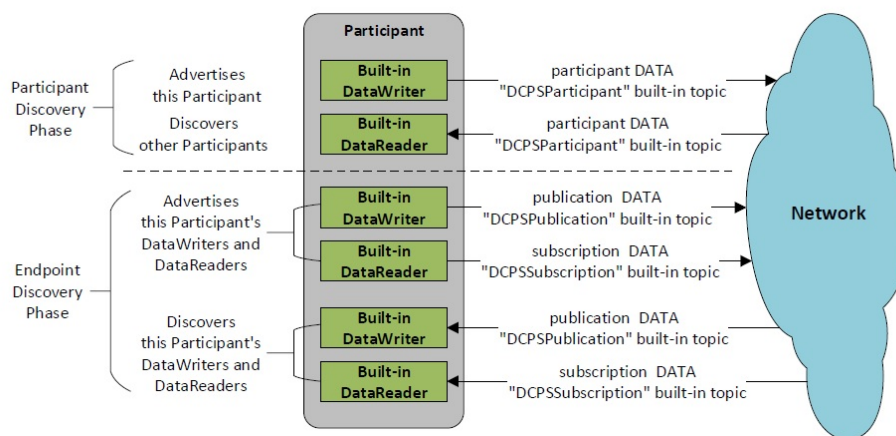 Participant
Participant
Discovery
Phase
Advertises
this Participant
Built-in
DataWriter
participant DATA
"DCPSParticipant" built-in topic
Discovers
other Participants
Built-in
DataReader
participant DATA
"DCPSParticipant" built-in topic
Network
Endpoint
Discovery
Phase
Advertises
this Participant's
DataWriters and
DataReaders
Built-in
DataWriter
publication DATA
"DCPSPublication" built-in topic
Built-in
DataReader
subscription DATA
"DCPSSubscription" built-in topic
Discovers
this Participant's
DataWriters and
DataReaders
Built-in
DataWriter
publication DATA
"DCPSPublication" built-in topic
Built-in
DataReader
subscription DATA
"DCPSSubscription" built-in topic